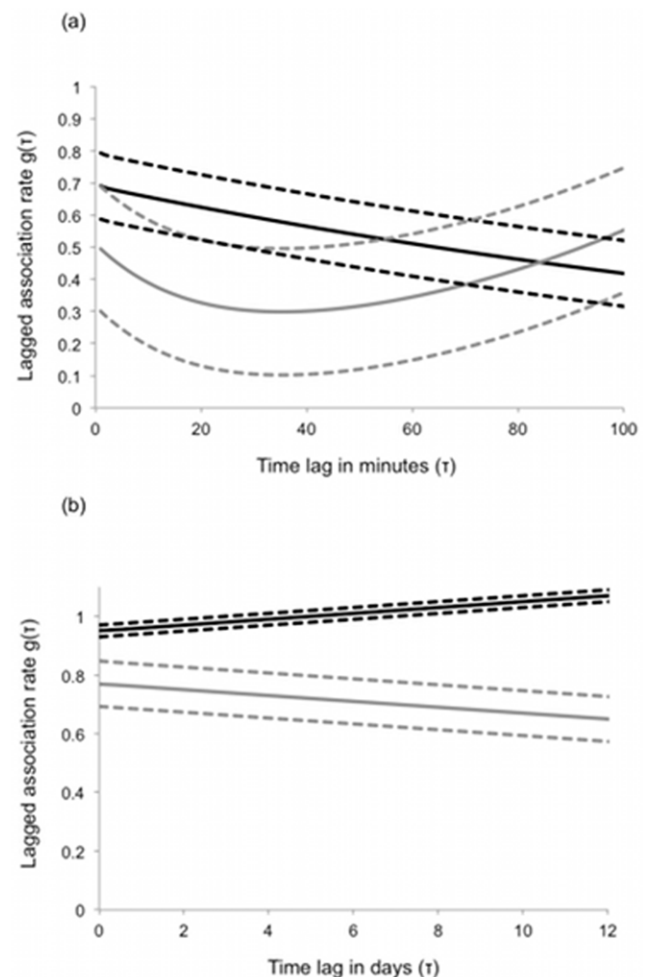 (a)
Lagged association rate g(τ)
1
0.9
0.8
0.7
0.6
0.5
0.4
0.3
0.2
0.1
0
0 20 40 60 80 100
Time lag in minutes (τ)
(b)
Lagged association rate g(τ)
1
0.8
0.6
0.4
0.2
0
0 2 4 6 8 10 12
Time lag in days (τ)